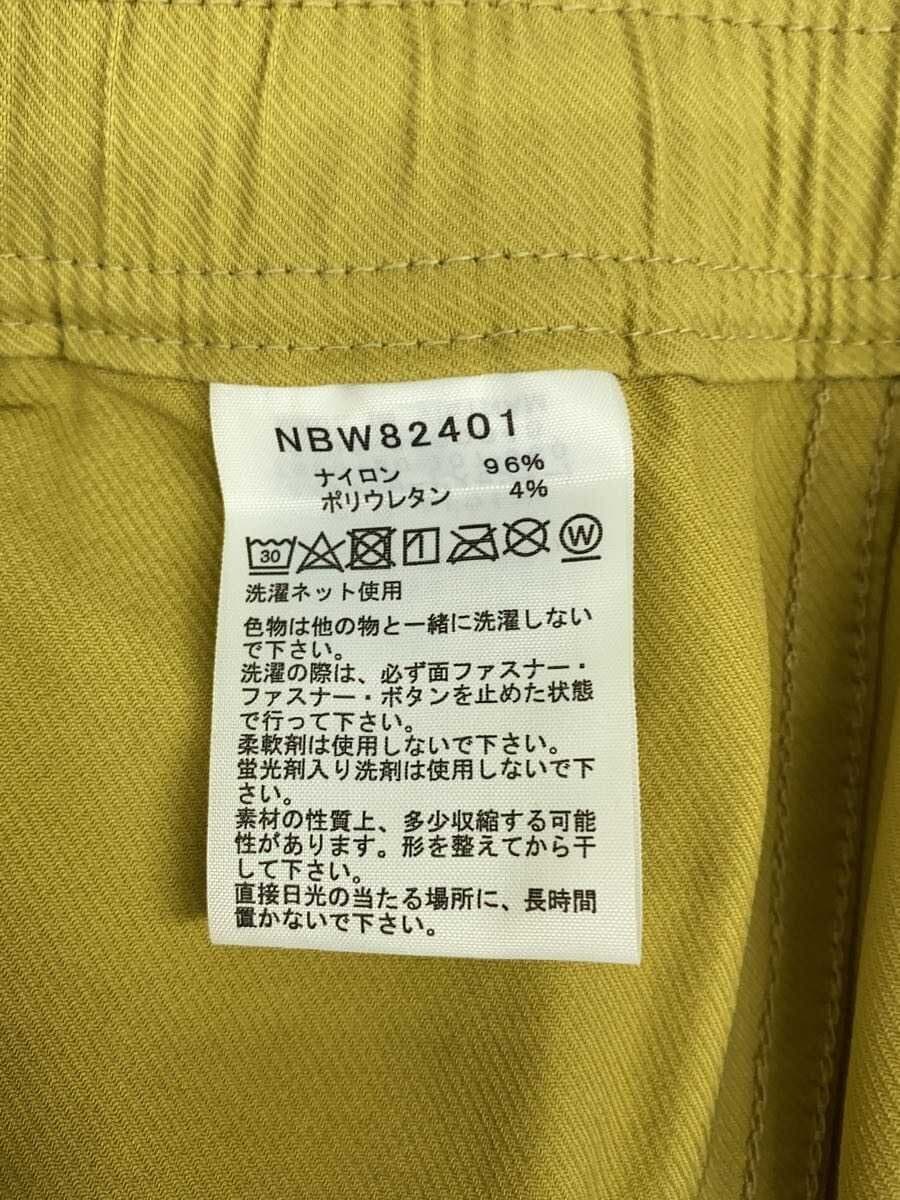 NBW82401
ナイロン 96%
ポリウレタン 4%
30 W
洗濯ネット使用
色物は他の物と一緒に洗濯しない
で下さい。
洗濯の際は、必ず面ファスナー・
ファスナー・ボタンを止めた状態
で行って下さい。
柔軟剤は使用しないで下さい。
蛍光剤入り洗剤は使用しないで下
さい。
素材の性質上、多少収縮する可能
性があります。形を整えてから干
して下さい。
直接日光の当たる場所に、長時間
置かないで下さい。